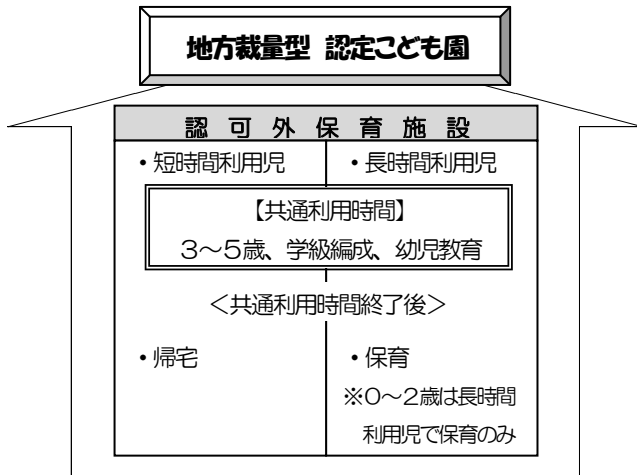 地方裁量型 認定こども園
認可外保育施設
・短時間利用児
・長時間利用児
【共通利用時間】
3～5歳、学級編成、幼児教育
＜共通利用時間終了後＞
・帰宅
・保育
※0～2歳は長時間
利用児で保育のみ